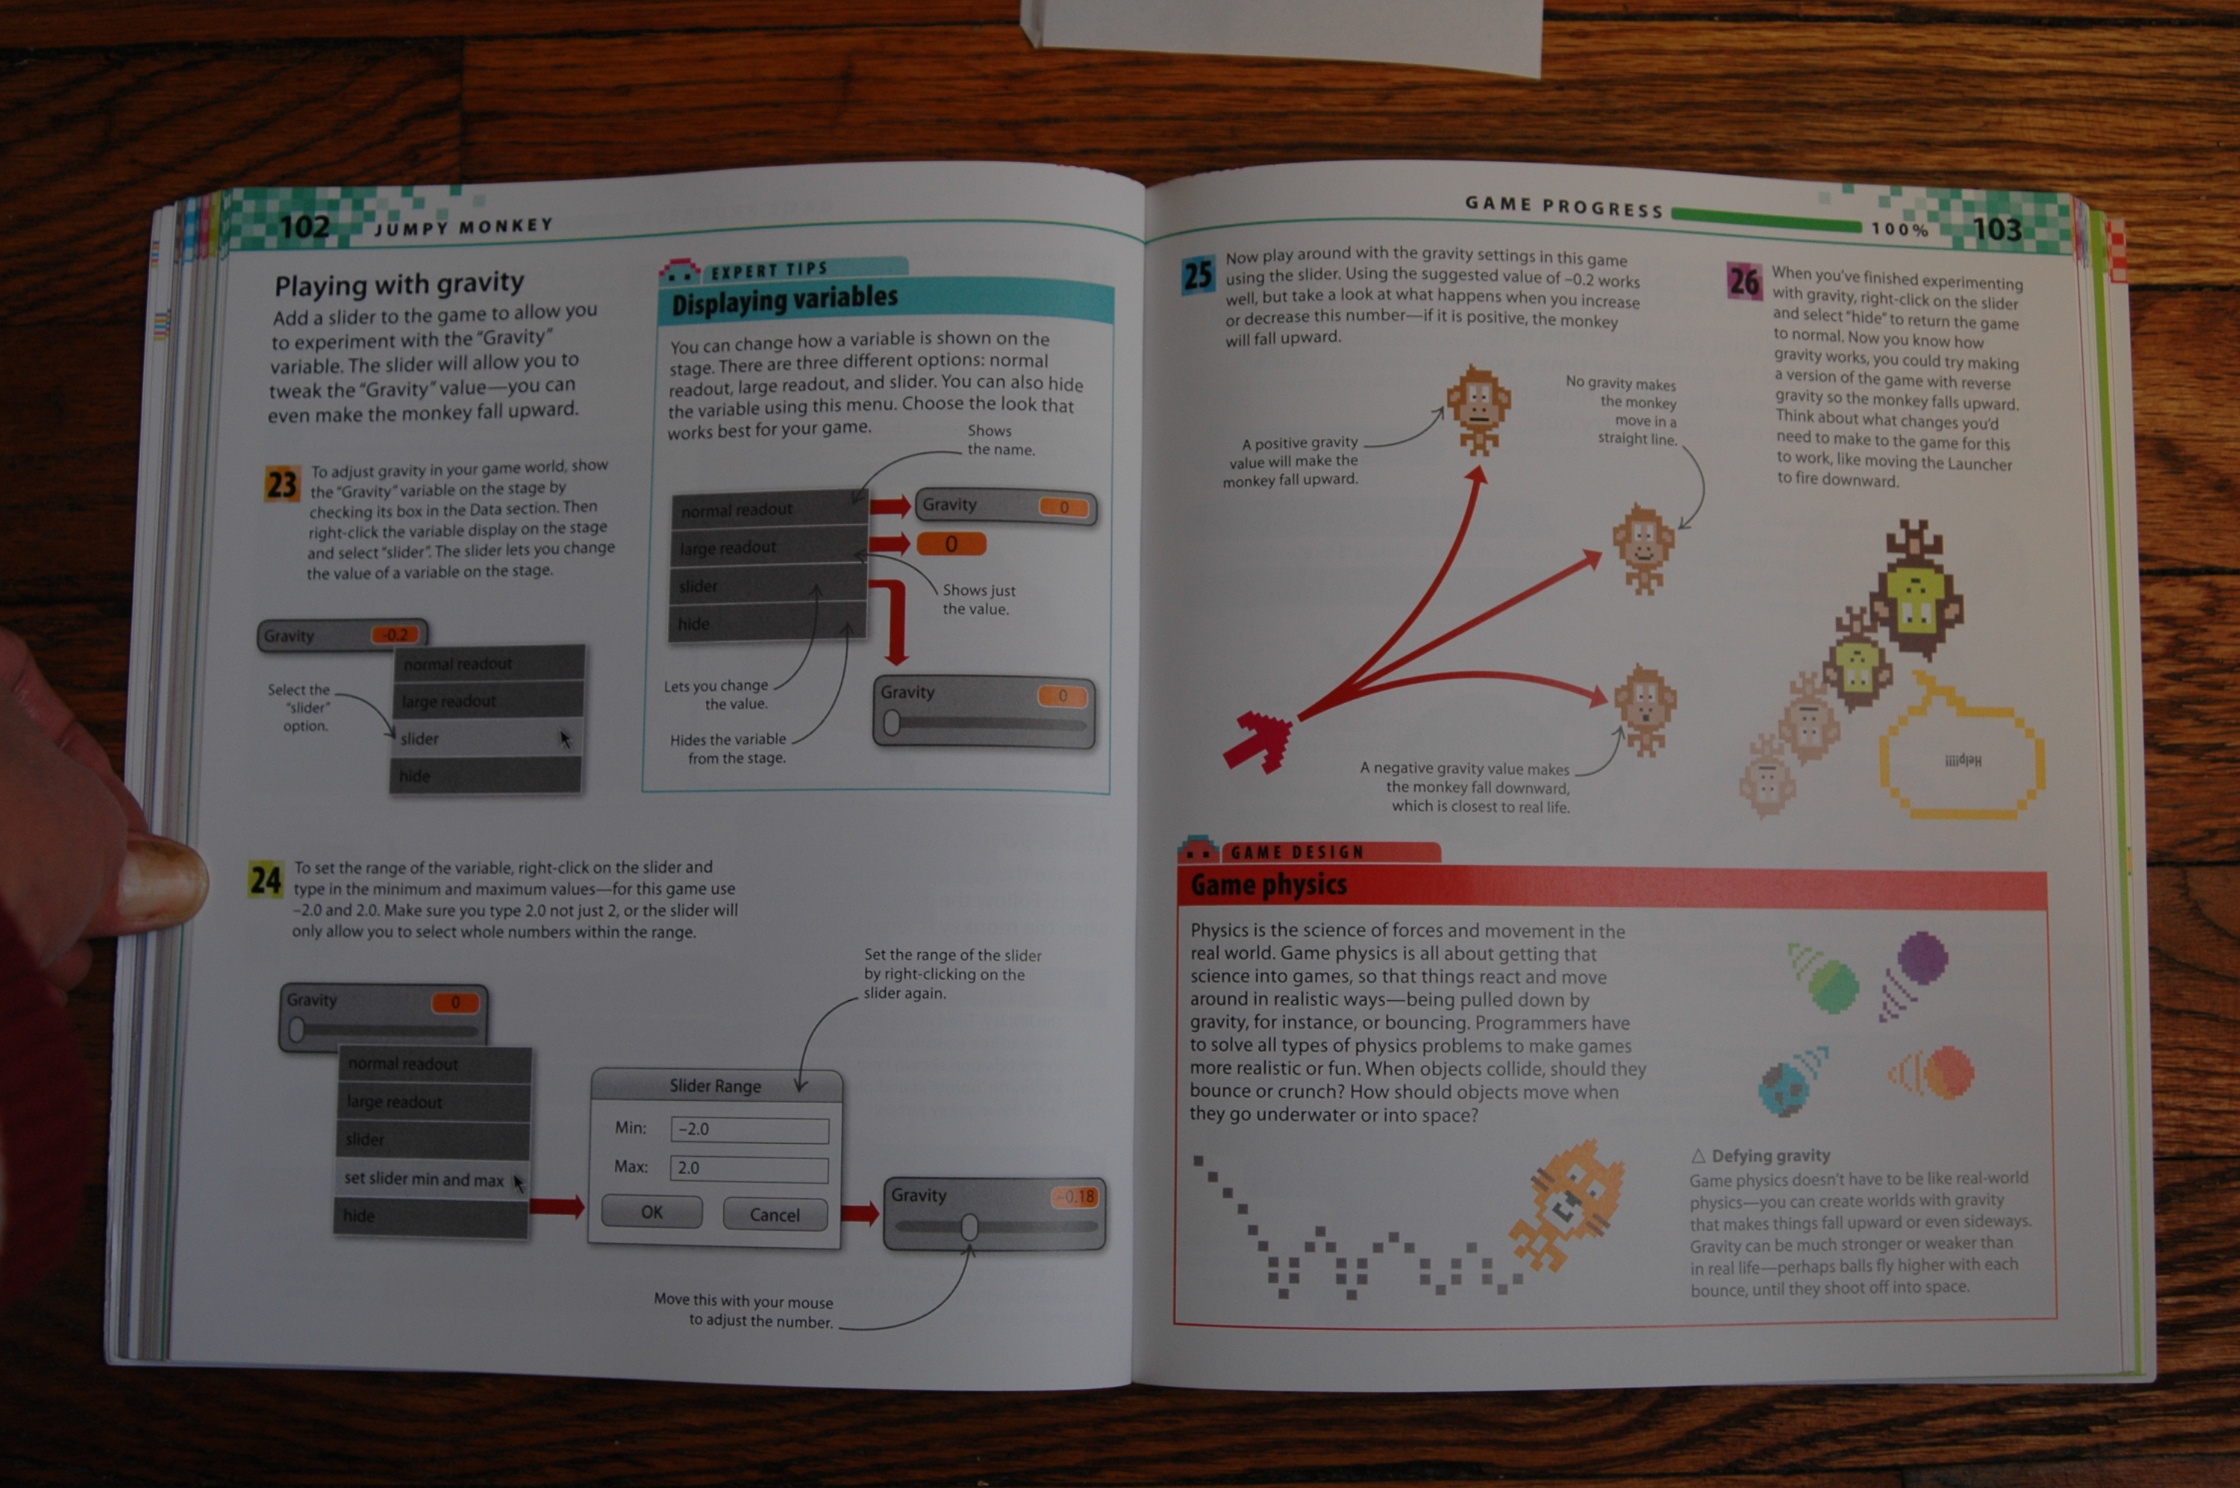 102 JUMPY MONKEY
Playing with gravity
Add a slider to the game to allow you
to experiment with the “Gravity”
variable. The slider will allow you to
tweak the “Gravity” value—you can
even make the monkey fall upward.
23
To adjust gravity in your game world, show
the “Gravity” variable on the stage by
checking its box in the Data section. Then
right-click the variable display on the stage
and select “slider”. The slider lets you change
the value of a variable on the stage.
Gravity -0.2
normal readout
large readout
slider
hide
Select the
“slider”
option.
EXPERT TIPS
Displaying variables
You can change how a variable is shown on the
stage. There are three different options: normal
readout, large readout, and slider. You can also hide
the variable using this menu. Choose the look that
works best for your game.
Shows
the name.
normal readout
large readout
slider
hide
Gravity 0
0
Shows just
the value.
Gravity 0
Lets you change
the value.
Hides the variable
from the stage.
24
To set the range of the variable, right-click on the slider and
type in the minimum and maximum values—for this game use
–2.0 and 2.0. Make sure you type 2.0 not just 2, or the slider will
only allow you to select whole numbers within the range.
Set the range of the slider
by right-clicking on the
slider again.
Gravity 0
normal readout
large readout
slider
set slider min and max
hide
Slider Range
Min: –2.0
Max: 2.0
OK Cancel
Gravity -0.18
Move this with your mouse
to adjust the number.
GAME PROGRESS 100% 103
25
Now play around with the gravity settings in this game
using the slider. Using the suggested value of –0.2 works
well, but take a look at what happens when you increase
or decrease this number—if it is positive, the monkey
will fall upward.
A positive gravity
value will make the
monkey fall upward.
No gravity makes
the monkey
move in a
straight line.
A negative gravity value makes
the monkey fall downward,
which is closest to real life.
26
When you’ve finished experimenting
with gravity, right-click on the slider
and select “hide” to return the game
to normal. Now you know how
gravity works, you could try making
a version of the game with reverse
gravity so the monkey falls upward.
Think about what changes you’d
need to make to the game for this
to work, like moving the Launcher
to fire downward.
Help!!!!
GAME DESIGN
Game physics
Physics is the science of forces and movement in the
real world. Game physics is all about getting that
science into games, so that things react and move
around in realistic ways—being pulled down by
gravity, for instance, or bouncing. Programmers have
to solve all types of physics problems to make games
more realistic or fun. When objects collide, should they
bounce or crunch? How should objects move when
they go underwater or into space?
△ Defying gravity
Game physics doesn’t have to be like real-world
physics—you can create worlds with gravity
that makes things fall upward or even sideways.
Gravity can be much stronger or weaker than
in real life—perhaps balls fly higher with each
bounce, until they shoot off into space.